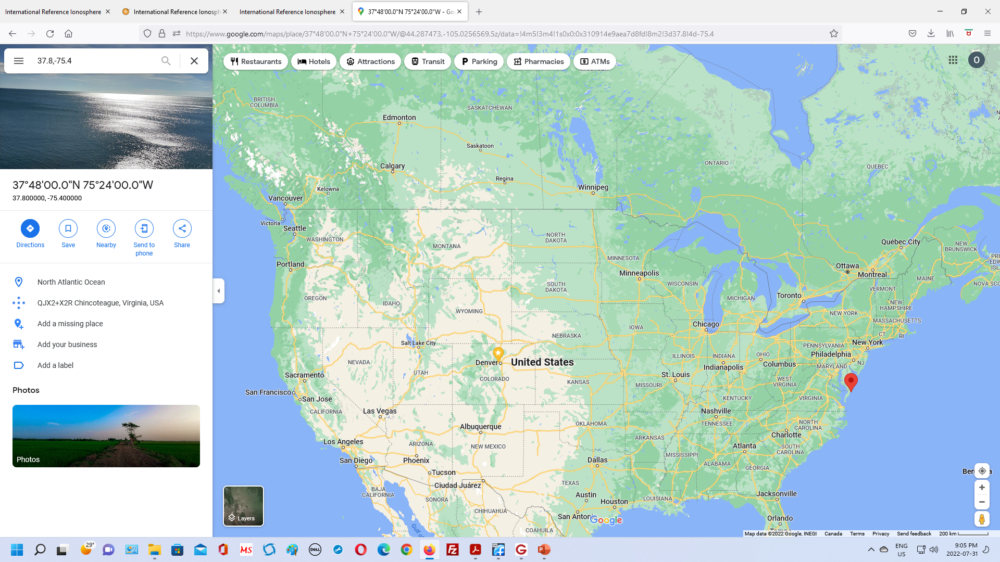 International Reference Ionosphere
International Reference Ionosph
International Reference Ionosphere
37°48'00.0"N 75°24'00.0"W - Goo
https://www.google.com/maps/place/37°48'00.0"N+75°24'00.0"W/@44.287473,-105.0256569,5z/data=!4m5!3m4!1s0x0:0x310914e9aea7d8fd!8m2!3d37.8!4d-75.4
37.8,-75.4
Restaurants
Hotels
Attractions
Transit
Parking
Pharmacies
ATMs
O
37°48'00.0"N 75°24'00.0"W
37.800000, -75.400000
Directions
Save
Nearby
Send to
phone
Share
North Atlantic Ocean
QJX2+X2R Chincoteague, Virginia, USA
Add a missing place
Add your business
Add a label
Photos
Photos
MANITOBA
BRITISH
COLUMBIA
SASKATCHEWAN
Edmonton
Saskatoon
Calgary
Regina
Kelowna
Winnipeg
Vancouver
Victoria
Seattle
ONTARIO
QUEBEC
WASHINGTON
MONTANA
NORTH
DAKOTA
MINNESOTA
Québec City
NEW
BRUNSWICK
PRI
EDW
ISL
Portland
Minneapolis
Ottawa
Montreal
MAINE
NOVA SCO
SOUTH
DAKOTA
WISCONSIN
VERMONT
OREGON
IDAHO
MICHIGAN
Toronto
NEW
HAMPSHIRE
WYOMING
NEW YORK
MASSACHUSETTS
IOWA
Chicago
CT
RI
Salt Lake City
NEBRASKA
PENNSYLVANIA
New York
Denver
United States
ILLINOIS
INDIANA
OHIO
Philadelphia
NEVADA
Indianapolis
Columbus
NJ
MARYLAND
UTAH
Sacramento
St. Louis
COLORADO
KANSAS
MISSOURI
WEST
VIRGINIA
San Francisco
San Jose
KENTUCKY
VIRGINIA
CALIFORNIA
Las Vegas
Nashville
Albuquerque
OKLAHOMA
TENNESSEE
NORTH
CAROLINA
Charlotte
Los Angeles
ARIZONA
NEW MEXICO
ARKANSAS
Atlanta
SOUTH
CAROLINA
San Diego
Phoenix
Dallas
MISSISSIPPI
ALABAMA
GEORGIA
Tucson
Ciudad Juárez
TEXAS
BAJA
CALIFORNIA
SONORA
Austin
Houston
LOUISIANA
Jacksonville
CHIHUAHUA
San Antoni
Orlando
COAHUILA
Gulf of
Layers
Google
Map data ©2022 Google, INEGI
Canada
Terms
Privacy
Send feedback
200 km
29°
MS
DELL
64
ENG
US
9:05 PM
2022-07-31